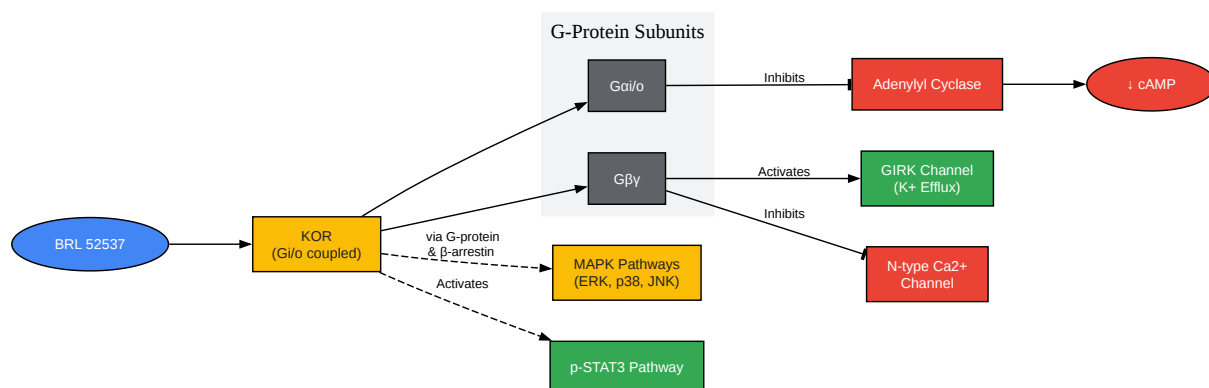 G-Protein Subunits
Gαi/o
Inhibits
Adenylyl Cyclase
↓ cAMP
Gβγ
Activates
GIRK Channel
(K+ Efflux)
Inhibits
BRL 52537
KOR
(Gi/o coupled)
via G-protein
& β-arrestin
MAPK Pathways
(ERK, p38, JNK)
N-type Ca2+
Channel
Activates
p-STAT3 Pathway